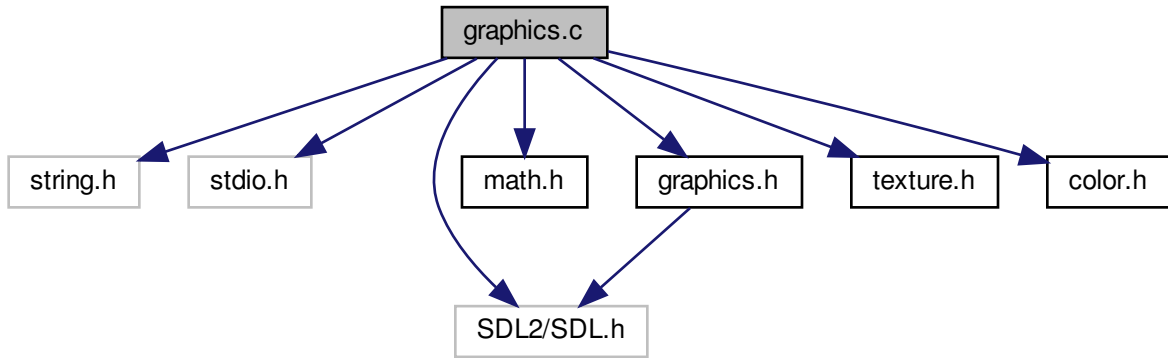 graphics.c
string.h
stdio.h
math.h
graphics.h
texture.h
color.h
SDL2/SDL.h